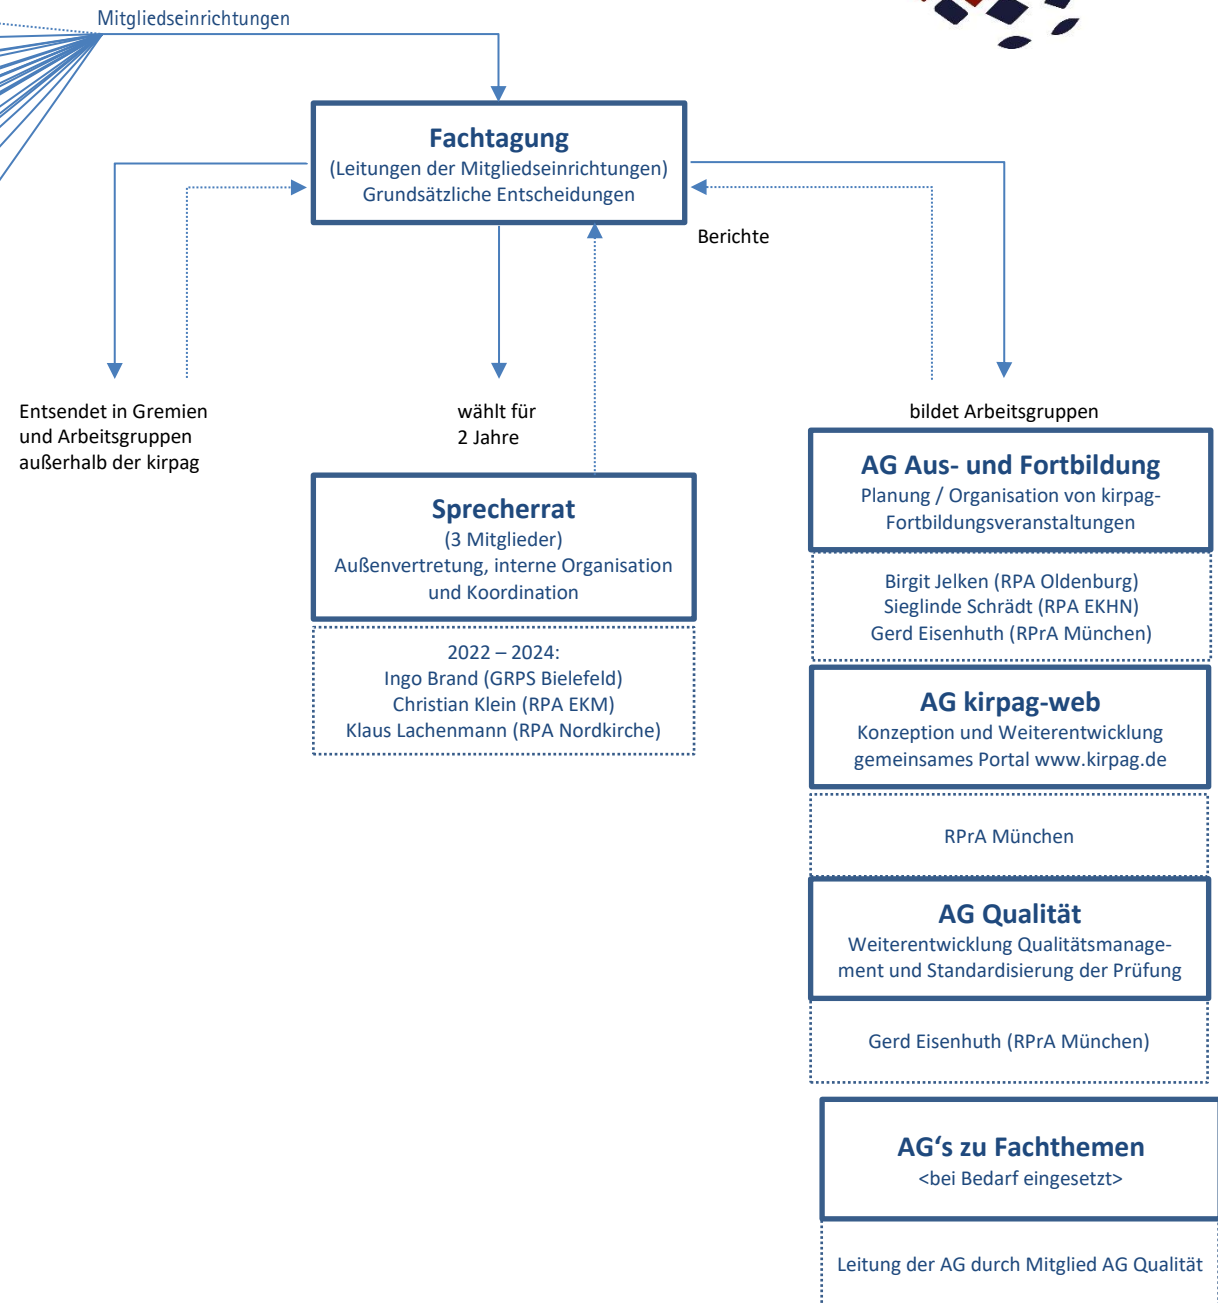 Mitgliedseinrichtungen
Fachtagung
(Leitungen der Mitgliedseinrichtungen)
Grundsätzliche Entscheidungen
Berichte
Entsendet in Gremien
und Arbeitsgruppen
außerhalb der kirpag
wählt für
2 Jahre
Sprecherrat
(3 Mitglieder)
Außenvertretung, interne Organisation
und Koordination
2022 – 2024:
Ingo Brand (GRPS Bielefeld)
Christian Klein (RPA EKM)
Klaus Lachenmann (RPA Nordkirche)
bildet Arbeitsgruppen
AG Aus- und Fortbildung
Planung / Organisation von kirpag-
Fortbildungsveranstaltungen
Birgit Jelken (RPA Oldenburg)
Sieglinde Schrädt (RPA EKHN)
Gerd Eisenhuth (RPrA München)
AG kirpag-web
Konzeption und Weiterentwicklung
gemeinsames Portal www.kirpag.de
RPrA München
AG Qualität
Weiterentwicklung Qualitätsmanage-
ment und Standardisierung der Prüfung
Gerd Eisenhuth (RPrA München)
AG‘s zu Fachthemen
<bei Bedarf eingesetzt>
Leitung der AG durch Mitglied AG Qualität